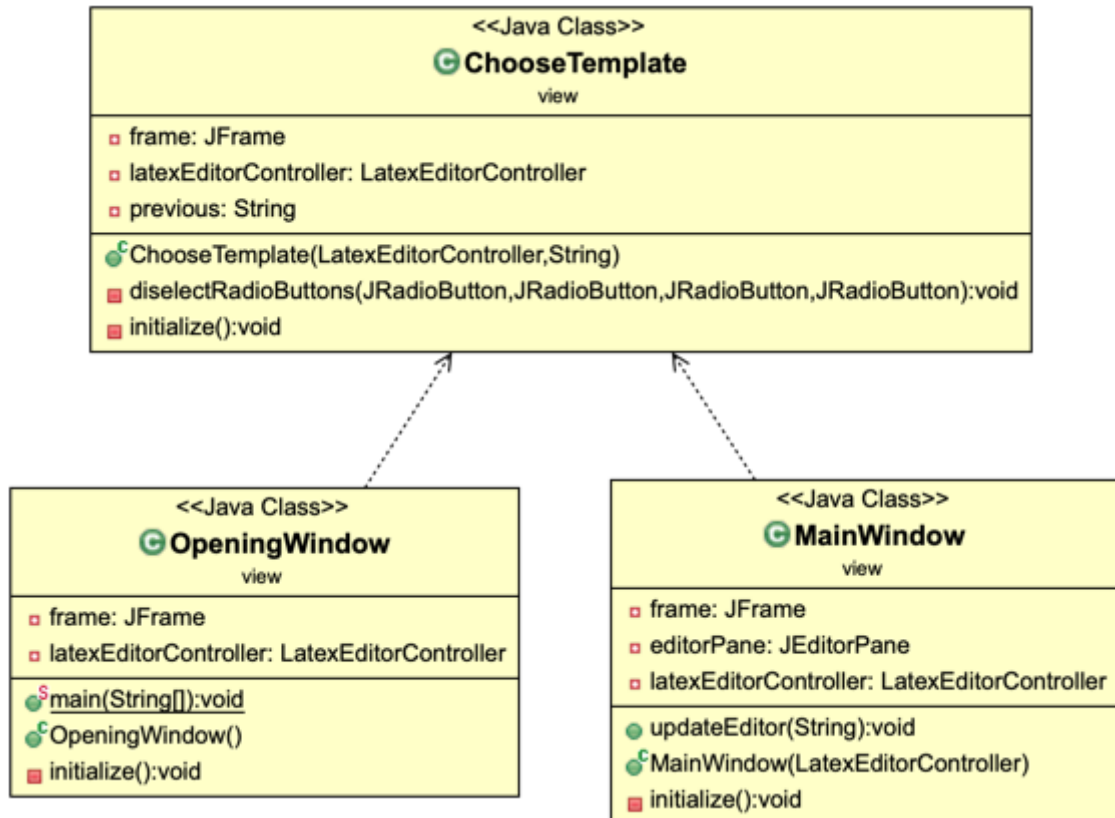 <<Java Class>>
ChooseTemplate
view
frame: JFrame
latexEditorController: LatexEditorController
previous: String
ChooseTemplate(LatexEditorController,String)
diselectRadioButtons(JRadioButton,JRadioButton,JRadioButton,JRadioButton):void
initialize():void
<<Java Class>>
OpeningWindow
view
frame: JFrame
latexEditorController: LatexEditorController
main(String[]):void
OpeningWindow()
initialize():void
<<Java Class>>
MainWindow
view
frame: JFrame
editorPane: JEditorPane
latexEditorController: LatexEditorController
updateEditor(String):void
MainWindow(LatexEditorController)
initialize():void